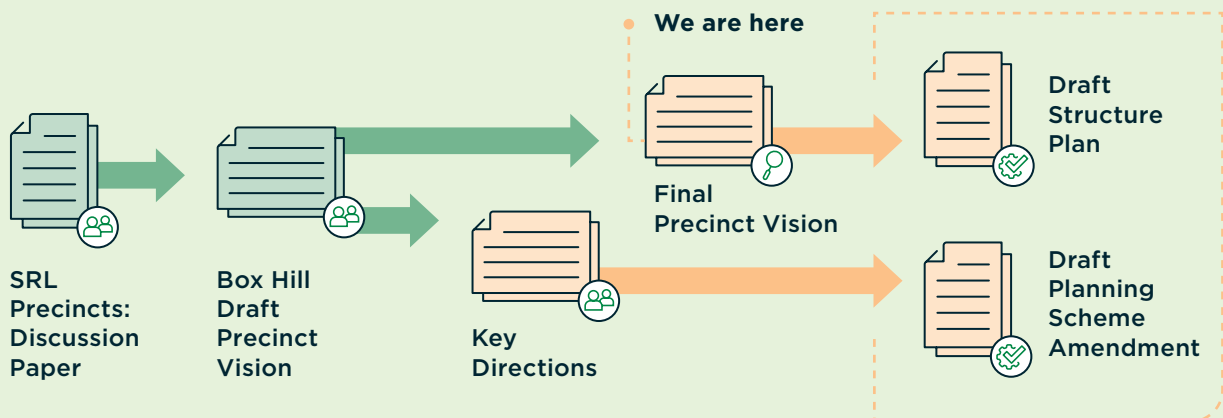 We are here
SRL
Precincts:
Discussion
Paper
Box Hill
Draft
Precinct
Vision
Key
Directions
Final
Precinct Vision
Draft
Structure
Plan
Draft
Planning
Scheme
Amendment